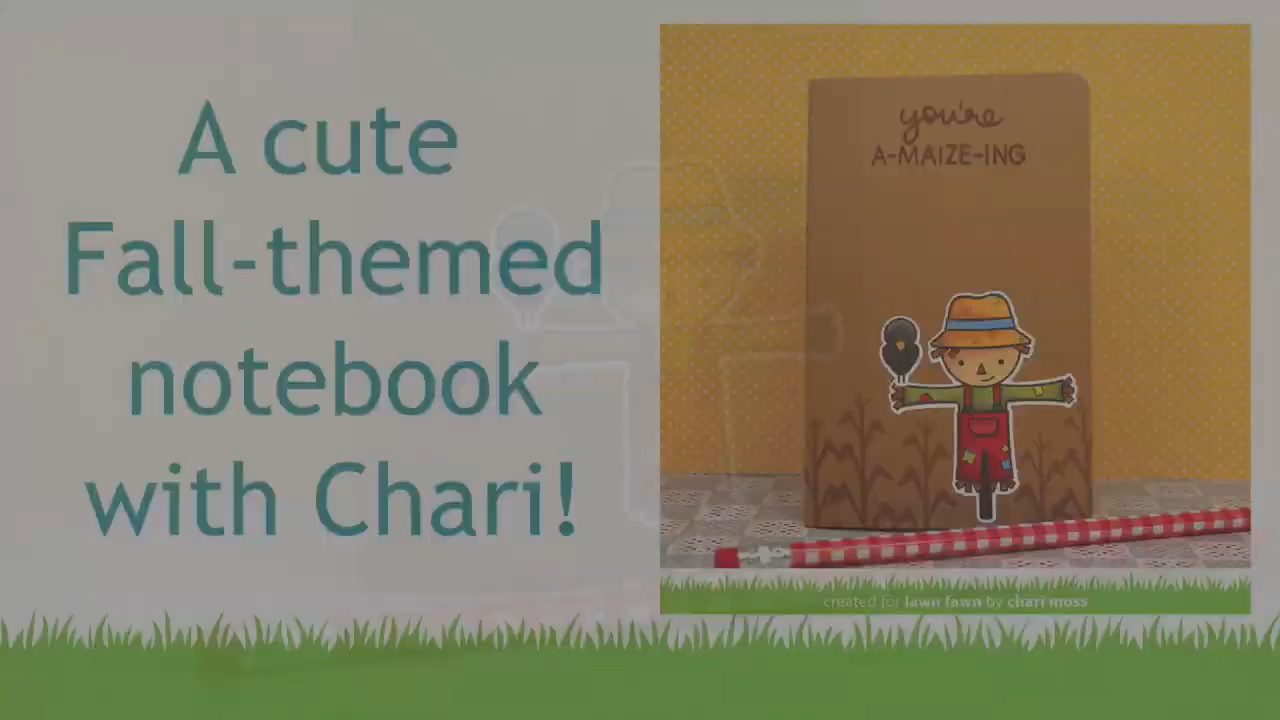 A cute
Fall-themed
notebook
with Chari!
you're
A-MAIZE-ING
created for lawn fawn by chari moss